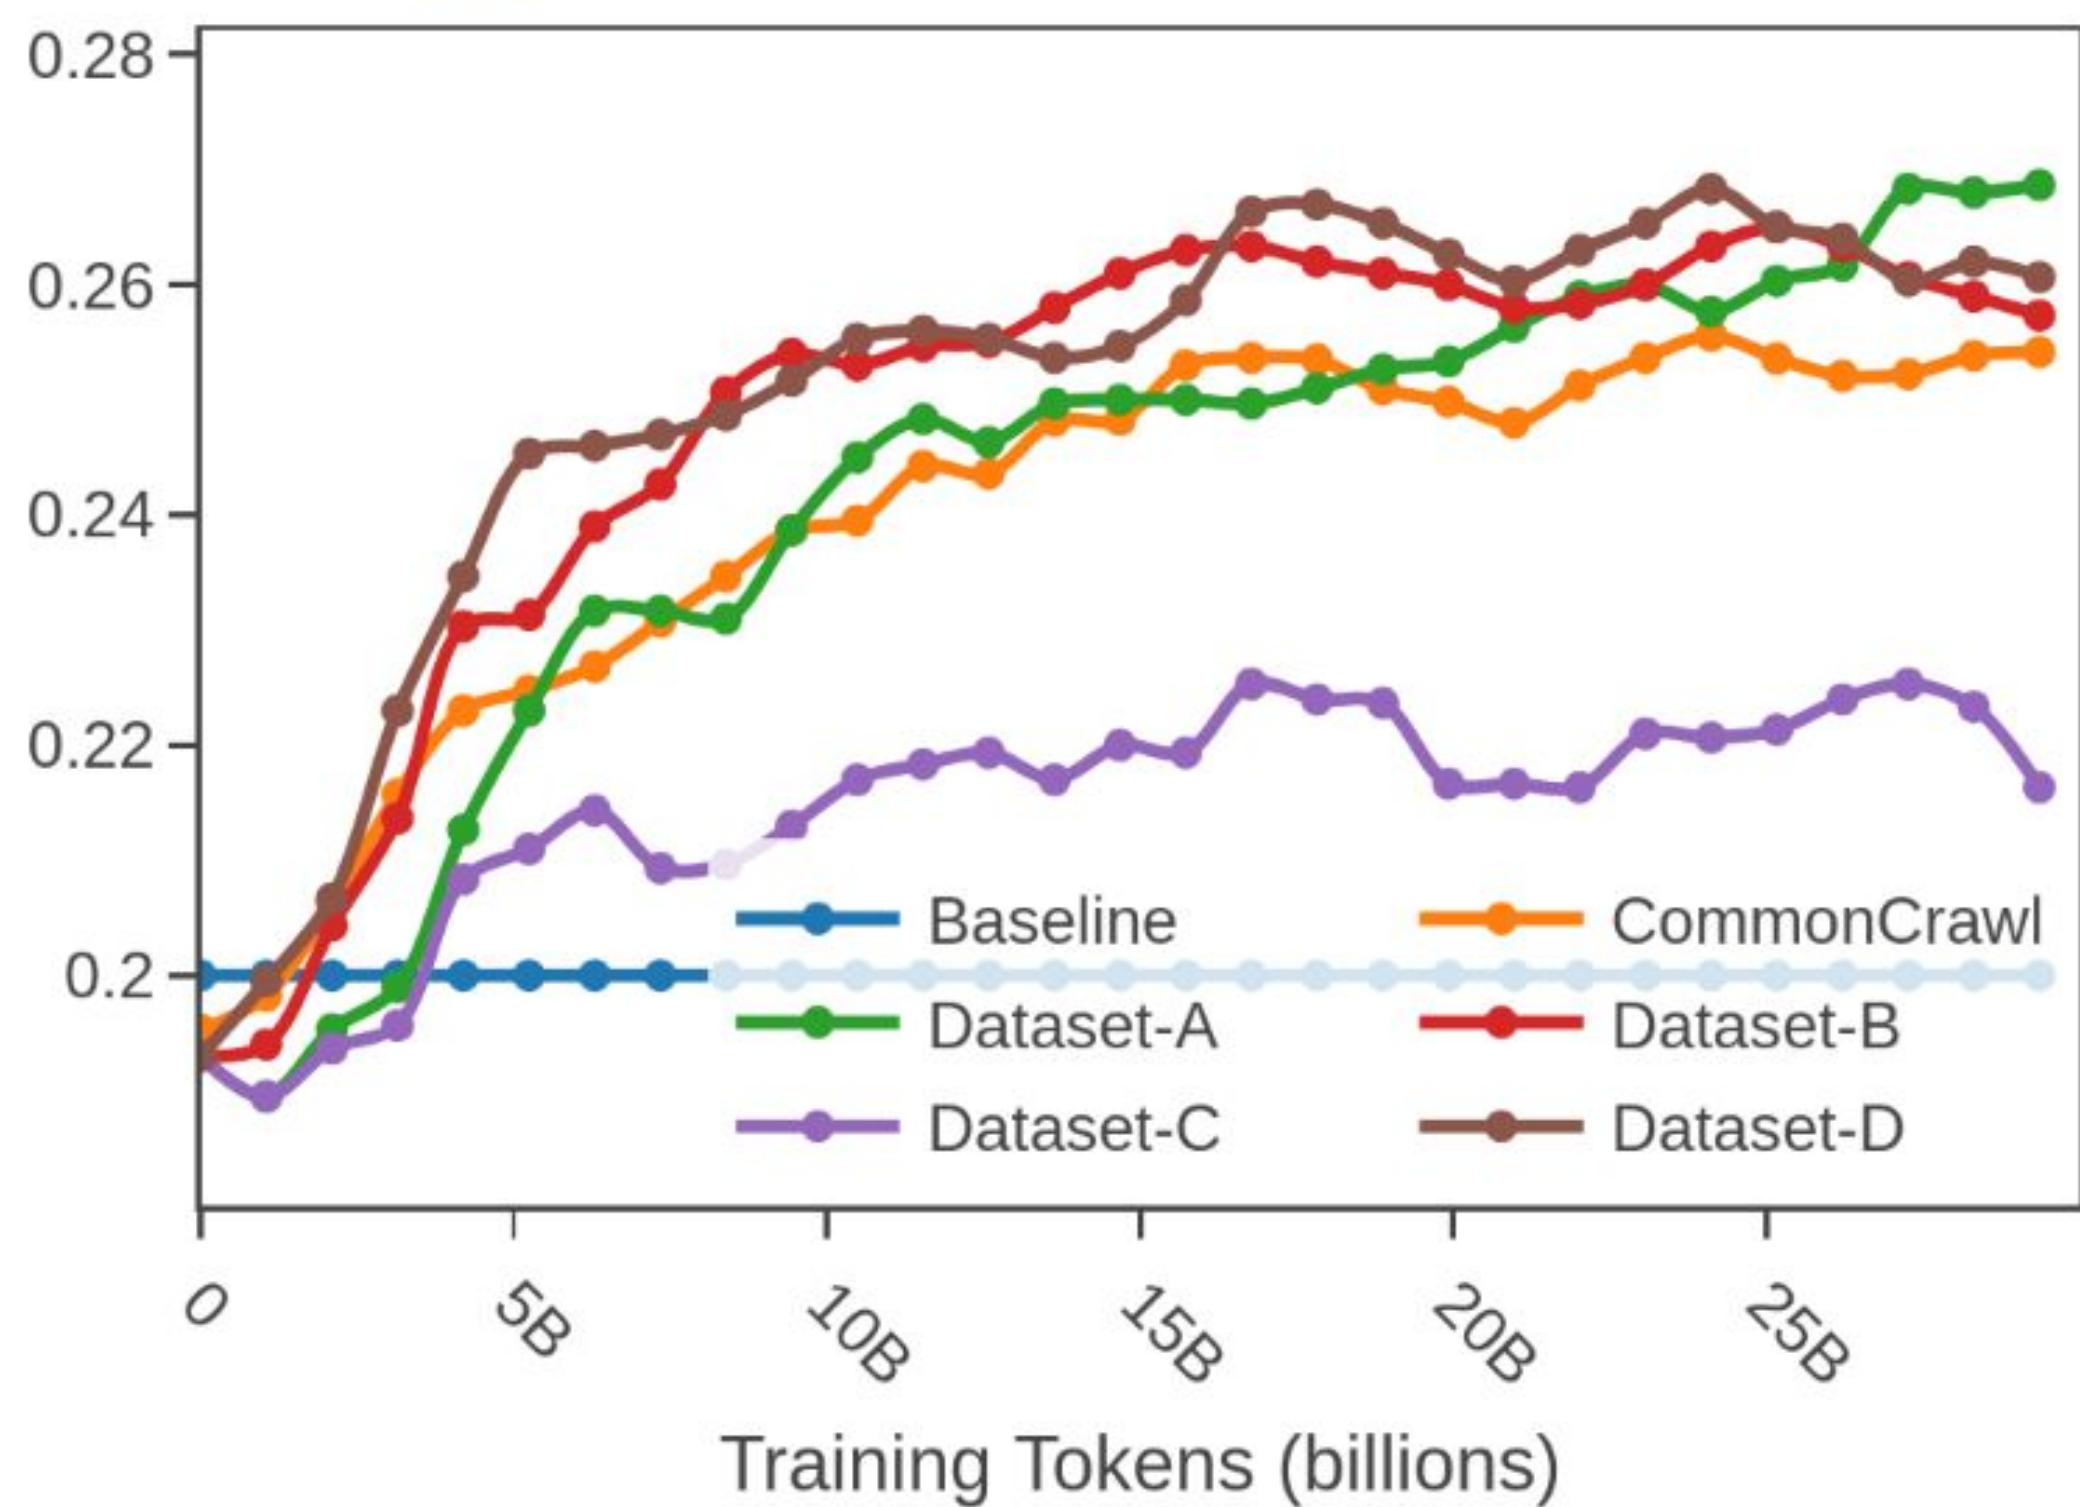 0.28
0.26
0.24
0.22
0.2
Baseline CommonCrawl
Dataset-A Dataset-B
Dataset-C Dataset-D
0 5B 10B 15B 20B 25B
Training Tokens (billions)